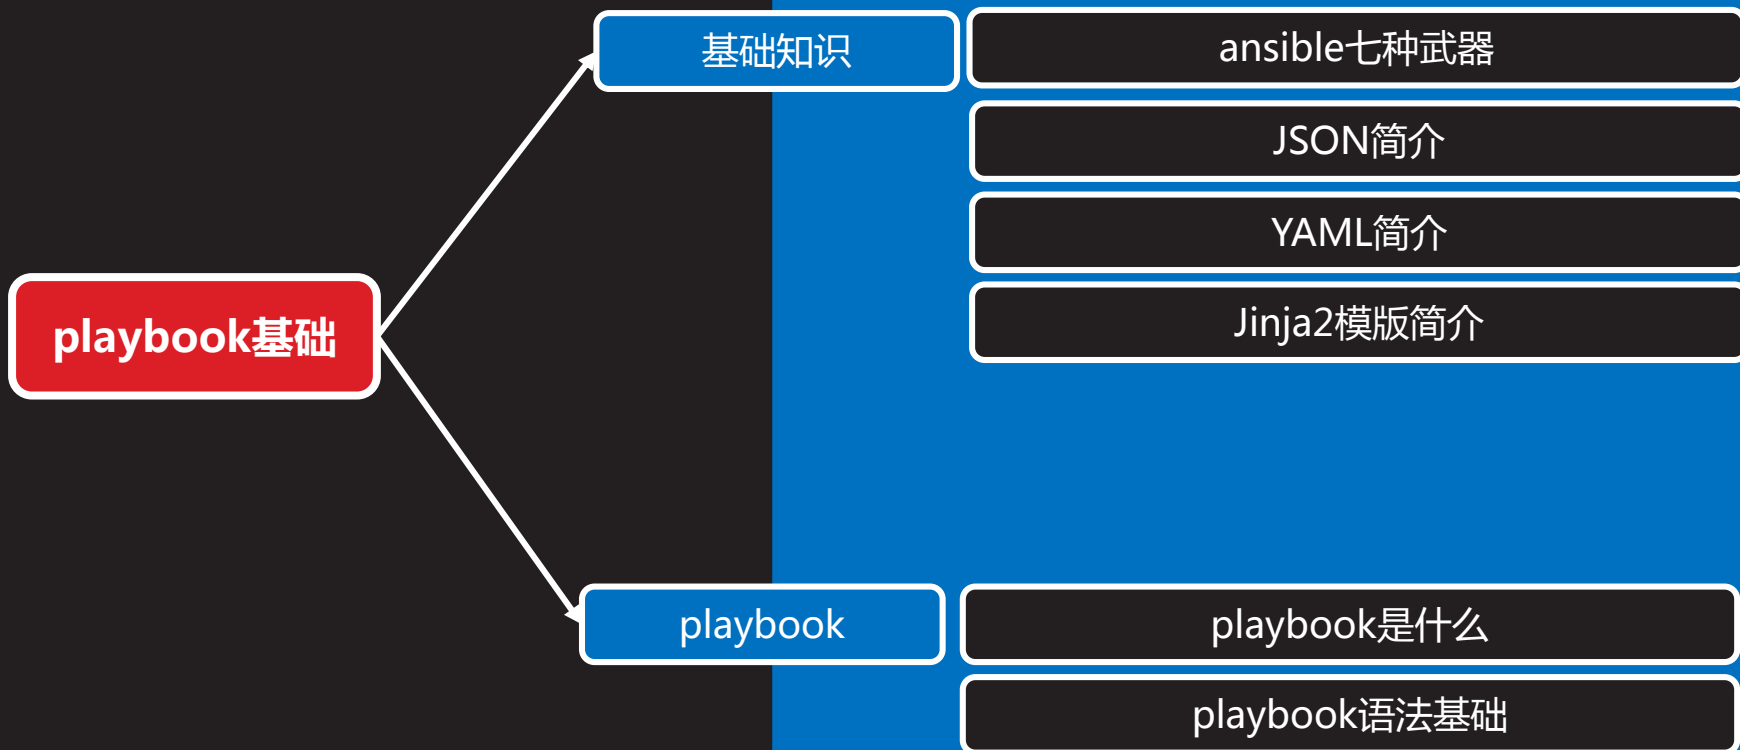 基础知识
ansible七种武器
JSON简介
YAML简介
Jinja2模版简介
playbook基础
playbook
playbook是什么
playbook语法基础